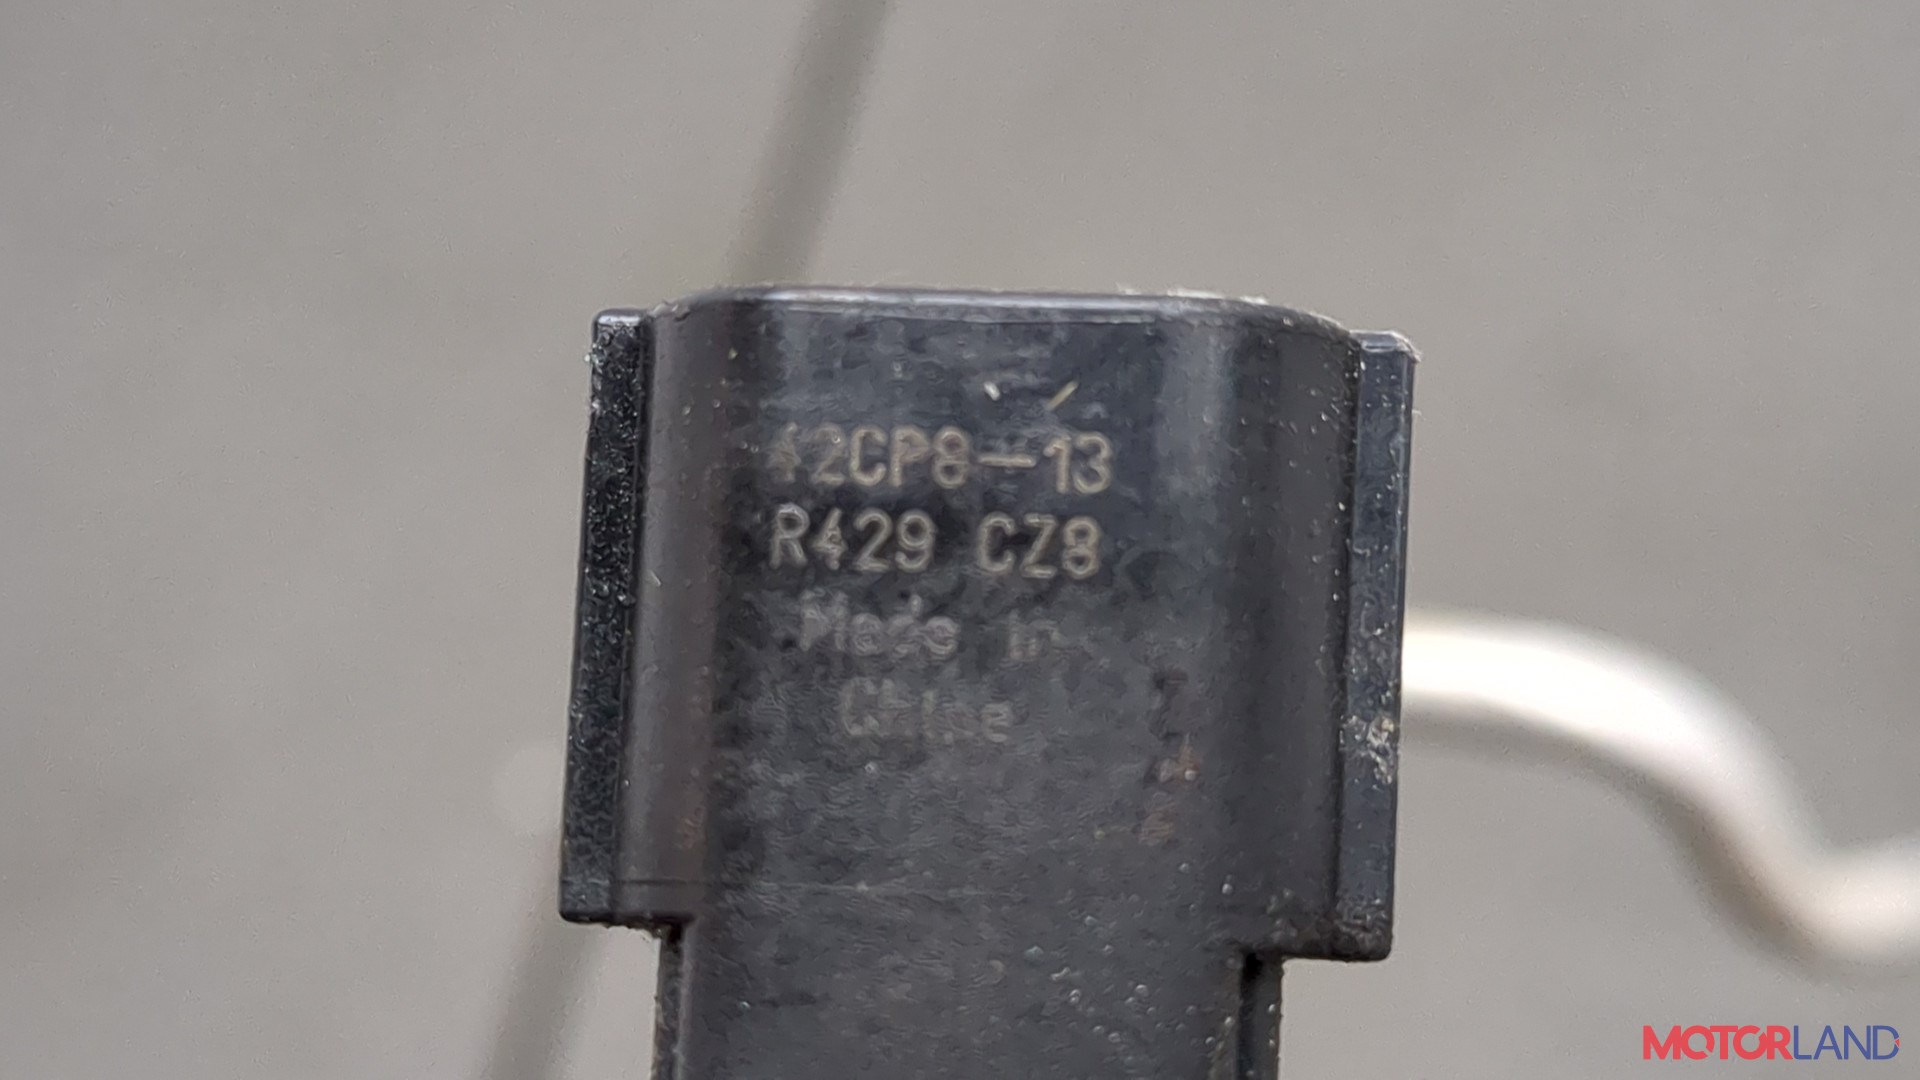 42CP8-13
R429 CZ8
Made in
China
MOTORLAND